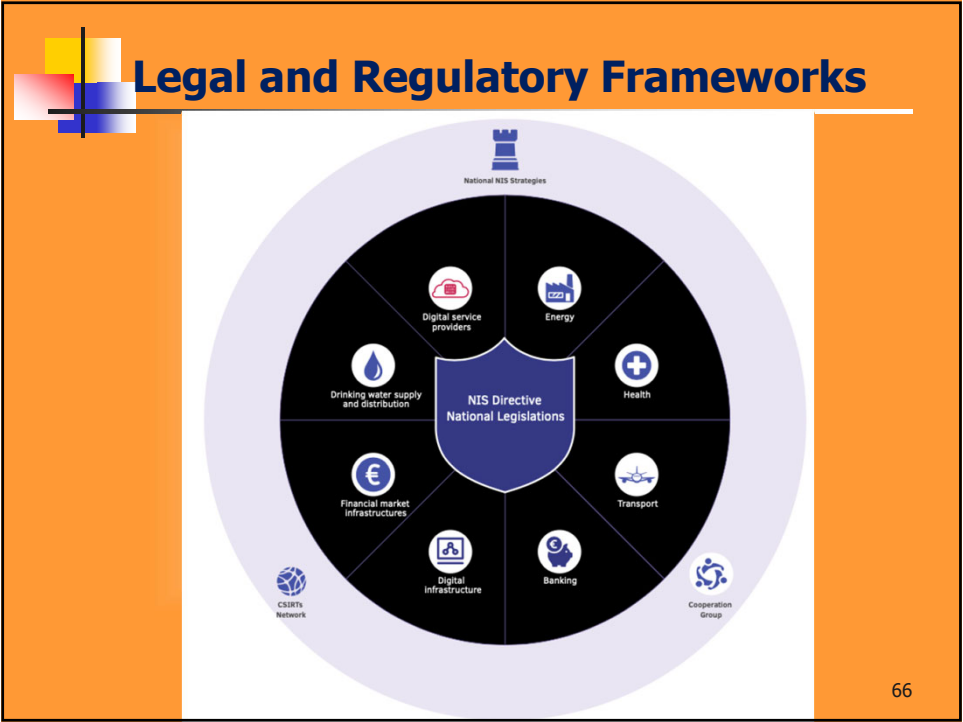 Legal and Regulatory Frameworks
National NIS Strategies
Digital service
providers
Energy
Drinking water supply
and distribution
NIS Directive
National Legislations
Health
Financial market
infrastructures
Transport
Digital
infrastructure
Banking
CSIRTs
Network
Cooperation
Group
66